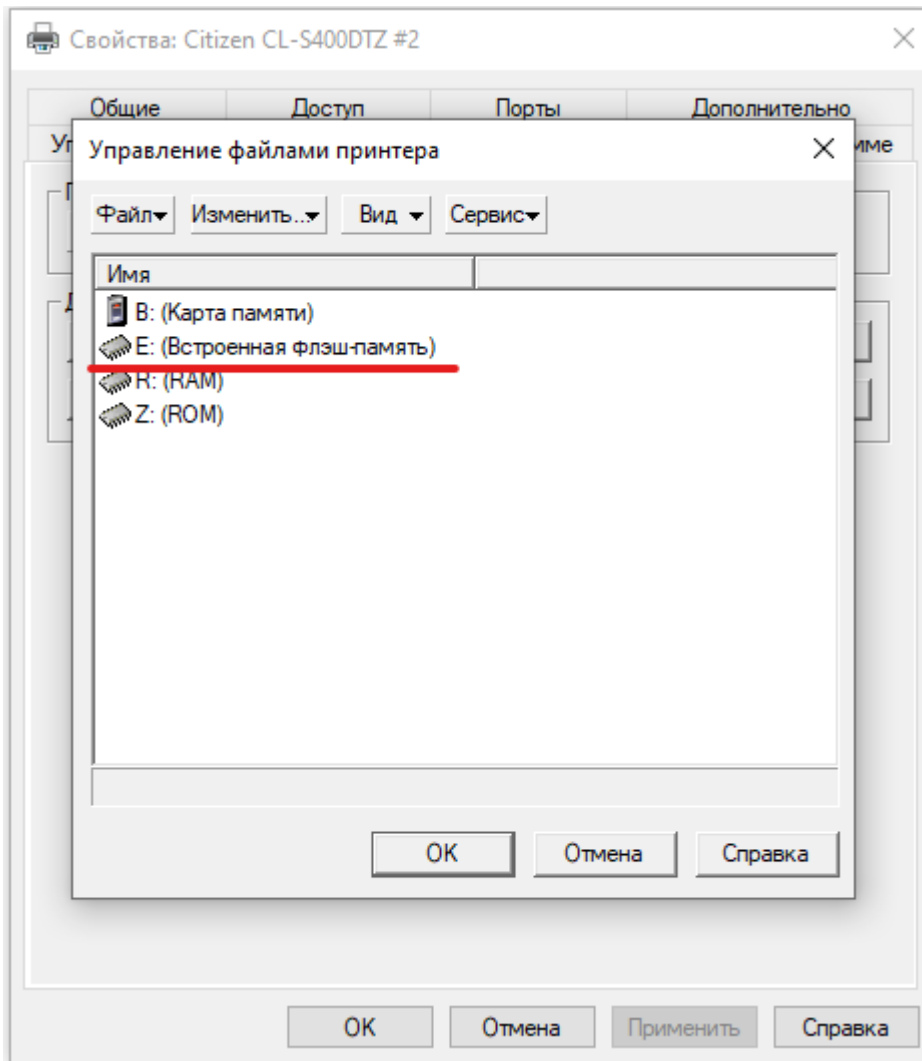 Свойства: Citizen CL-S400DTZ #2
Общие Доступ Порты Дополнительно
Управление файлами принтера
Файл Изменить... Вид Сервис
Имя
B: (Карта памяти)
E: (Встроенная флэш-память)
R: (RAM)
Z: (ROM)
OK Отмена Справка
OK Отмена Применить Справка